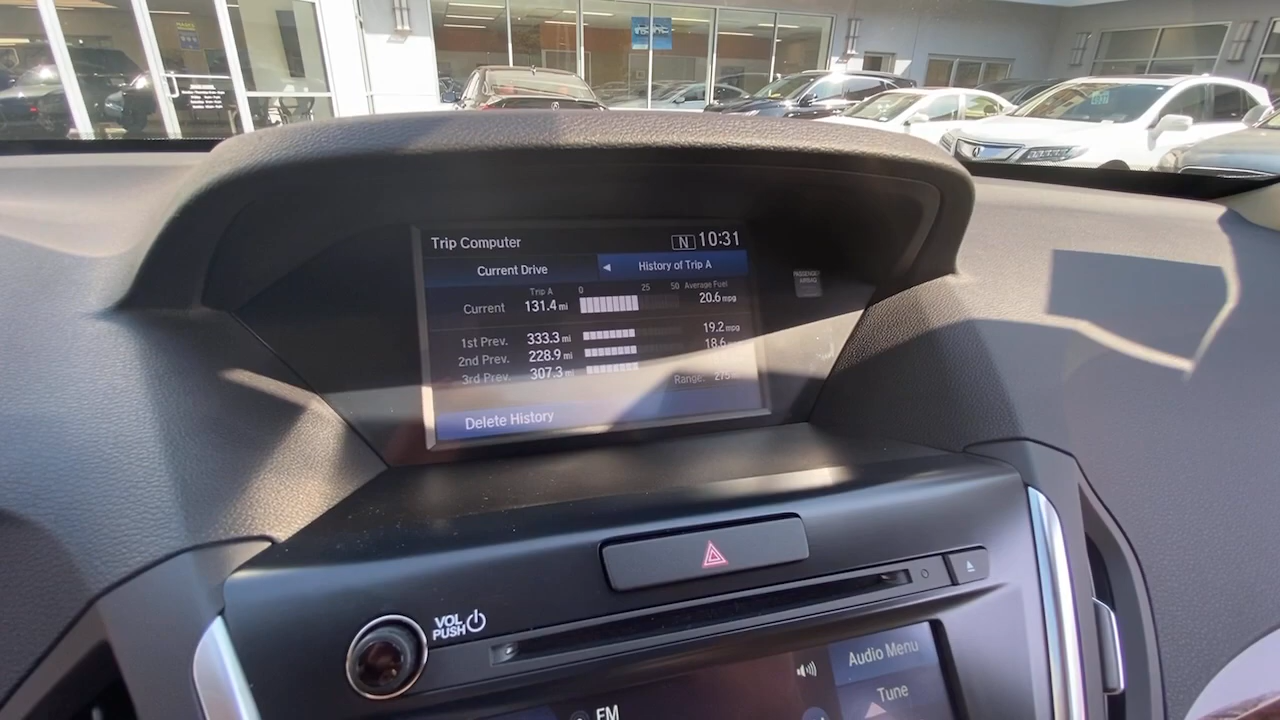 Trip Computer N 10:31
Current Drive ◄ History of Trip A
Trip A 0 25 50 Average Fuel
Current 131.4 mi 20.6 mpg
1st Prev. 333.3 mi 19.2 mpg
2nd Prev. 228.9 mi 18.6
3rd Prev. 307.3 mi
Range:
Delete History
PASSENGER
AIRBAG
VOL
PUSH
Audio Menu
Tune
FM